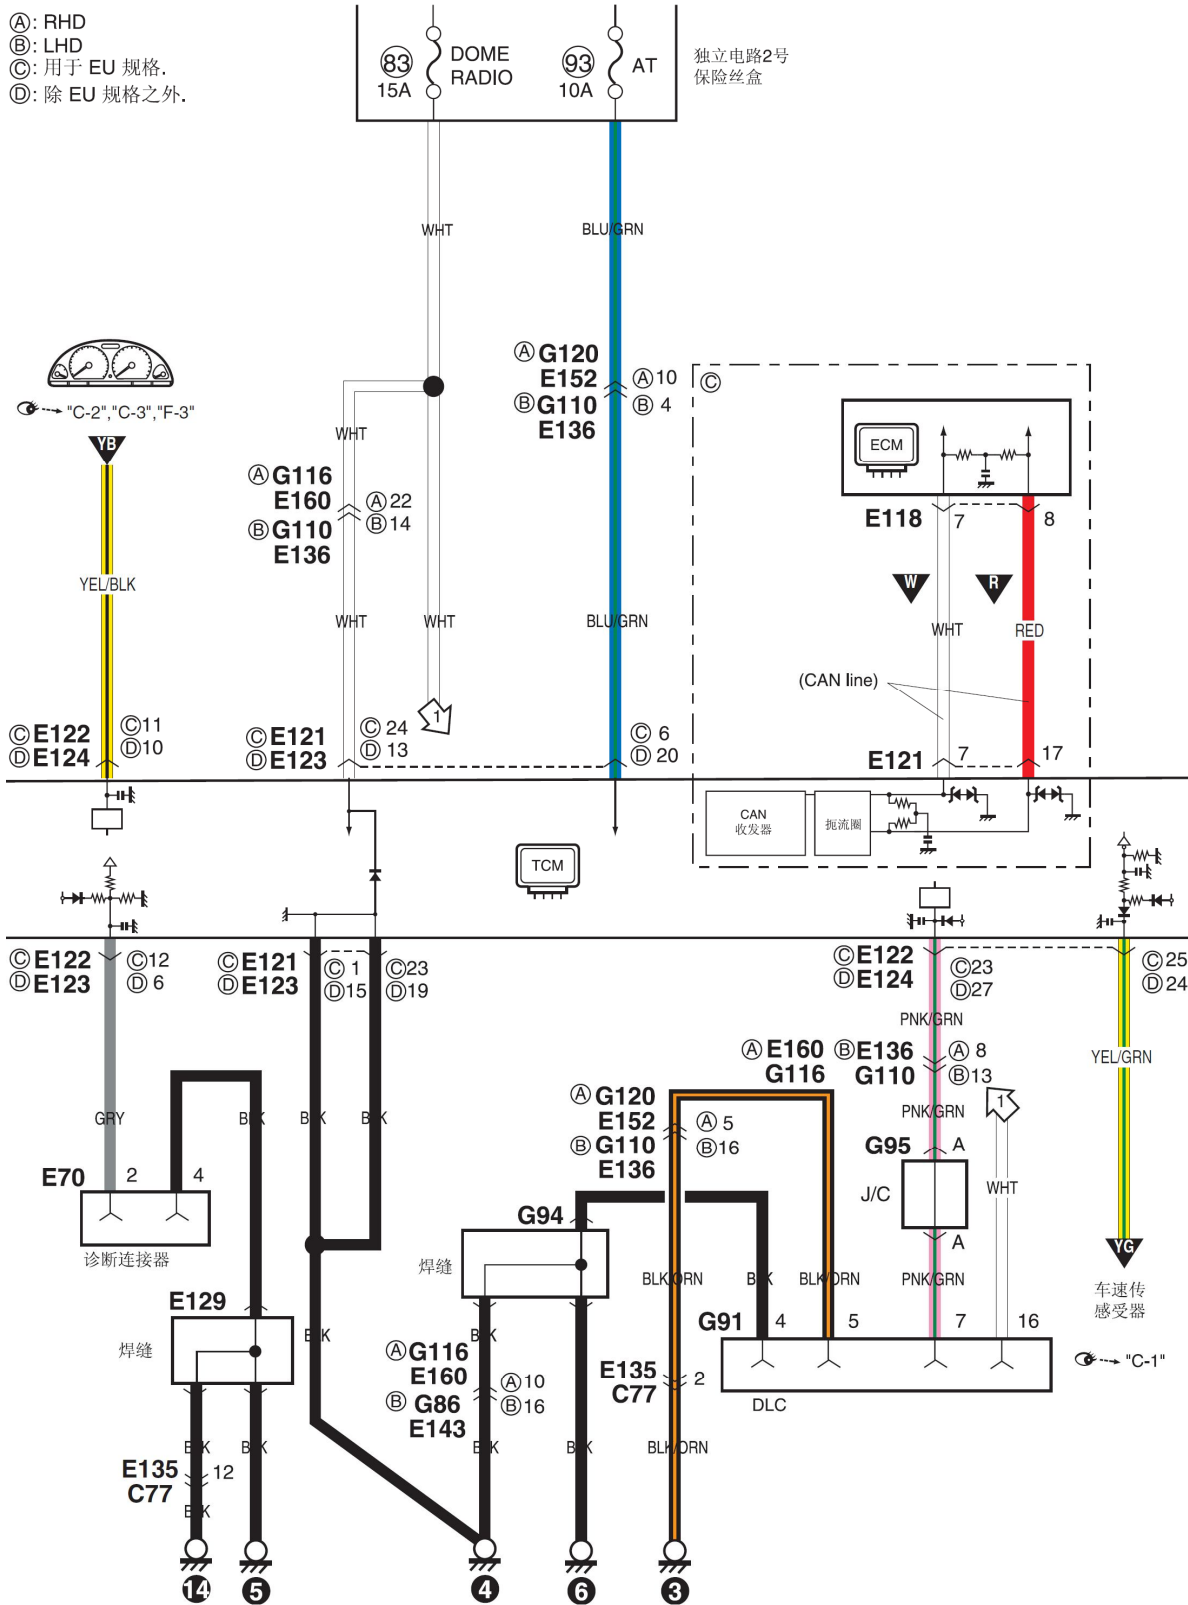 Ⓐ: RHD
Ⓑ: LHD
Ⓒ: 用于 EU 规格.
Ⓓ: 除 EU 规格之外.
83
15A
DOME
RADIO
93
10A
AT
独立电路2号
保险丝盒
WHT
BLU/GRN
Ⓐ G120
E152
Ⓑ G110
E136
Ⓐ 10
Ⓑ 4
Ⓒ
ECM
"C-2","C-3","F-3"
YB
WHT
Ⓐ G116
E160
Ⓑ G110
E136
Ⓐ 22
Ⓑ 14
E118
7
8
W
R
YEL/BLK
WHT
WHT
BLU/GRN
WHT
RED
(CAN line)
1
Ⓒ E122
Ⓓ E124
Ⓒ 11
Ⓓ 10
Ⓒ E121
Ⓓ E123
Ⓒ 24
Ⓓ 13
Ⓒ 6
Ⓓ 20
E121
7
17
CAN
收发器
扼流圈
TCM
Ⓒ E122
Ⓓ E123
Ⓒ 12
Ⓓ 6
Ⓒ E121
Ⓓ E123
Ⓒ 1
Ⓓ 15
Ⓒ 23
Ⓓ 19
Ⓒ E122
Ⓓ E124
Ⓒ 23
Ⓓ 27
Ⓒ 25
Ⓓ 24
PNK/GRN
Ⓐ E160
G116
Ⓑ E136
G110
Ⓐ 8
Ⓑ 13
YEL/GRN
Ⓐ G120
E152
Ⓑ G110
E136
Ⓐ 5
Ⓑ 16
1
GRY
BLK
BLK
BLK
PNK/GRN
G95
A
E70
2
4
J/C
WHT
G94
A
YG
诊断连接器
焊缝
BLK/ORN
BLK
BLK/ORN
PNK/GRN
车速传
感受器
E129
焊缝
BLK
BLK
G91
4
5
7
16
Ⓐ G116
E160
Ⓑ G86
E143
Ⓐ 10
Ⓑ 16
E135
C77
2
DLC
"C-1"
BLK
BLK
BLK
BLK
BLK/ORN
E135
C77
12
BLK
14
5
4
6
3